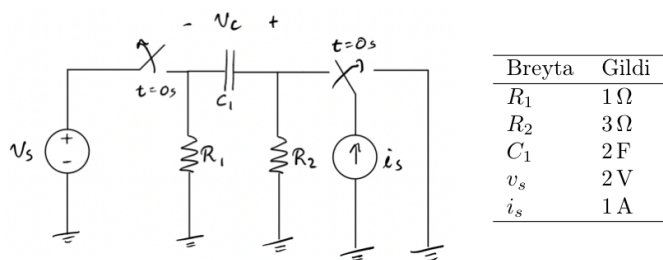 - Vc +
t=0s
t=0s
C1
Vs
+
-
R1
R2
is
Breyta Gildi
R₁ 1 Ω
R₂ 3 Ω
C₁ 2 F
vₛ 2 V
iₛ 1 A